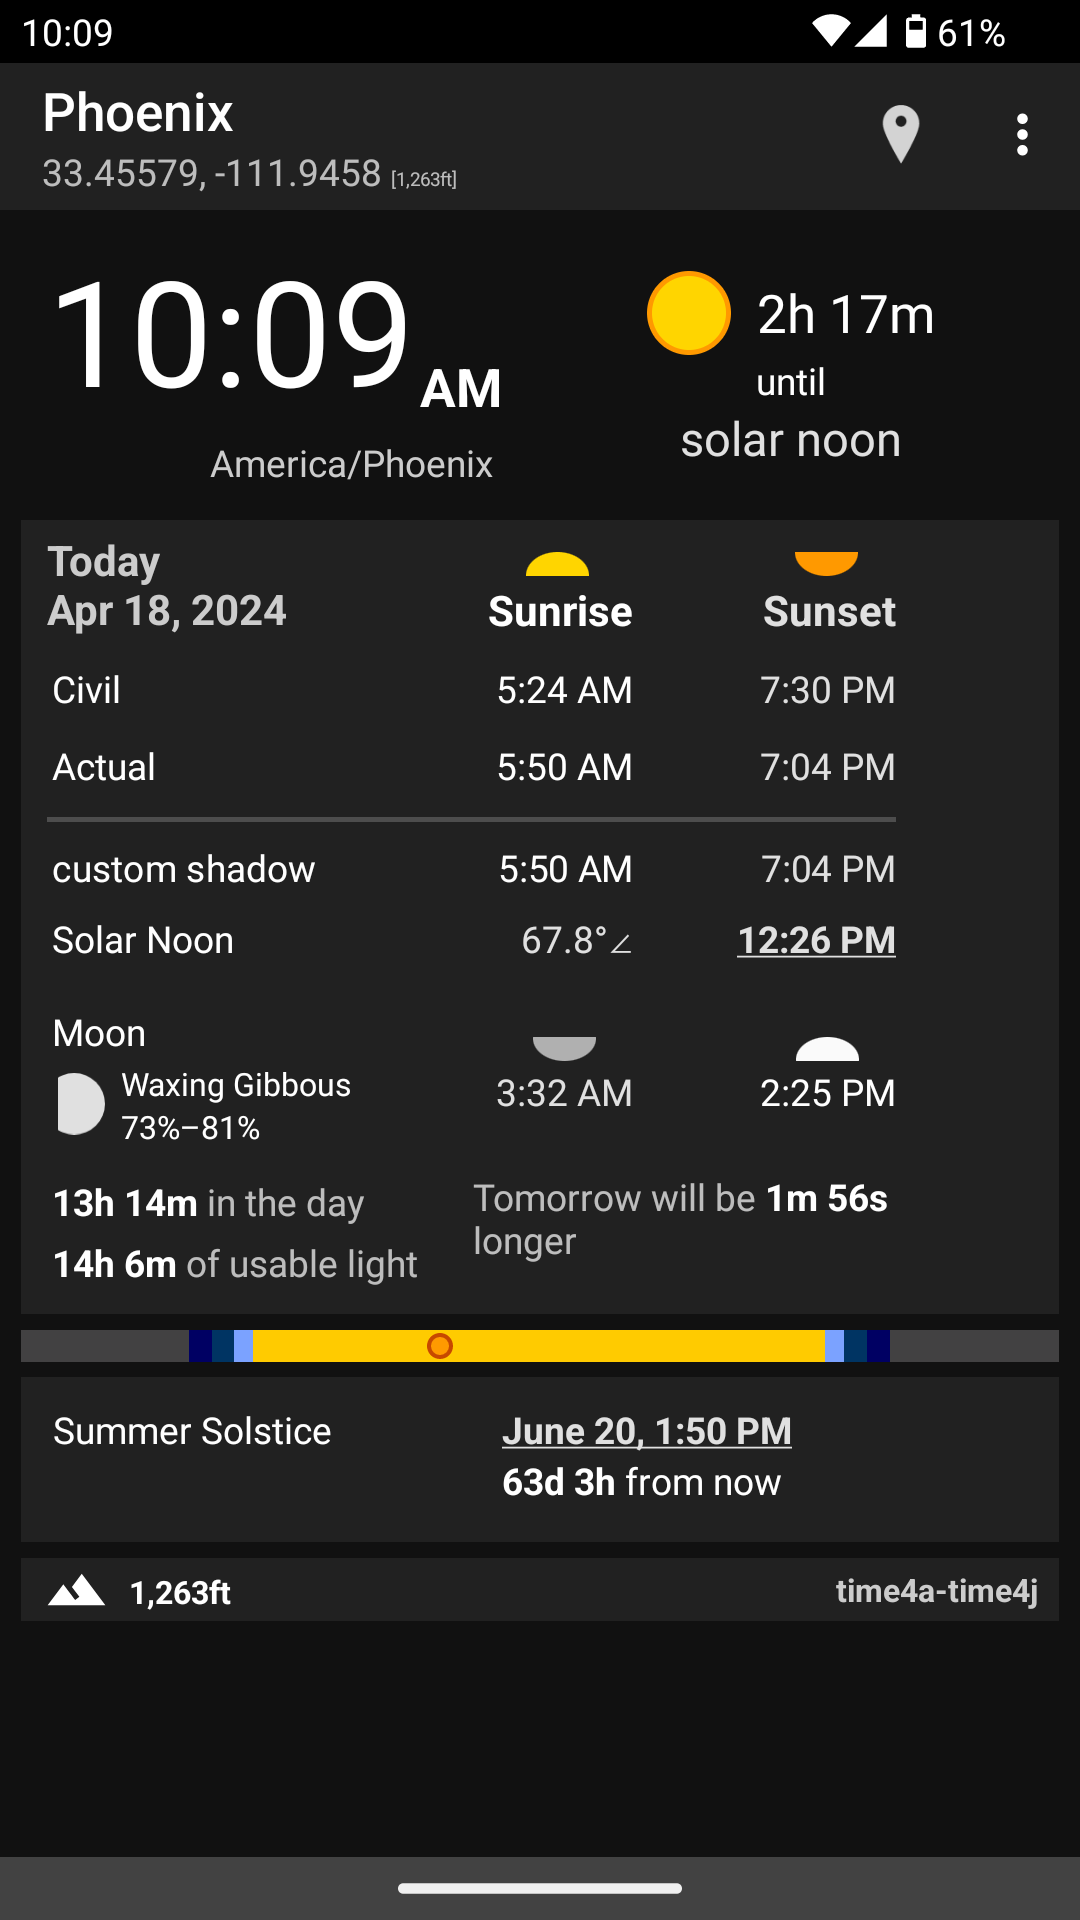 10:09
61%
Phoenix
33.45579, -111.9458 [1,263ft]
10:09 AM
America/Phoenix
2h 17m
until
solar noon
Today
Apr 18, 2024
Sunrise
Sunset
Civil 5:24 AM 7:30 PM
Actual 5:50 AM 7:04 PM
custom shadow 5:50 AM 7:04 PM
Solar Noon 67.8°∠ 12:26 PM
Moon
Waxing Gibbous
73%–81%
3:32 AM 2:25 PM
13h 14m in the day
14h 6m of usable light
Tomorrow will be 1m 56s
longer
Summer Solstice June 20, 1:50 PM
63d 3h from now
1,263ft time4a-time4j